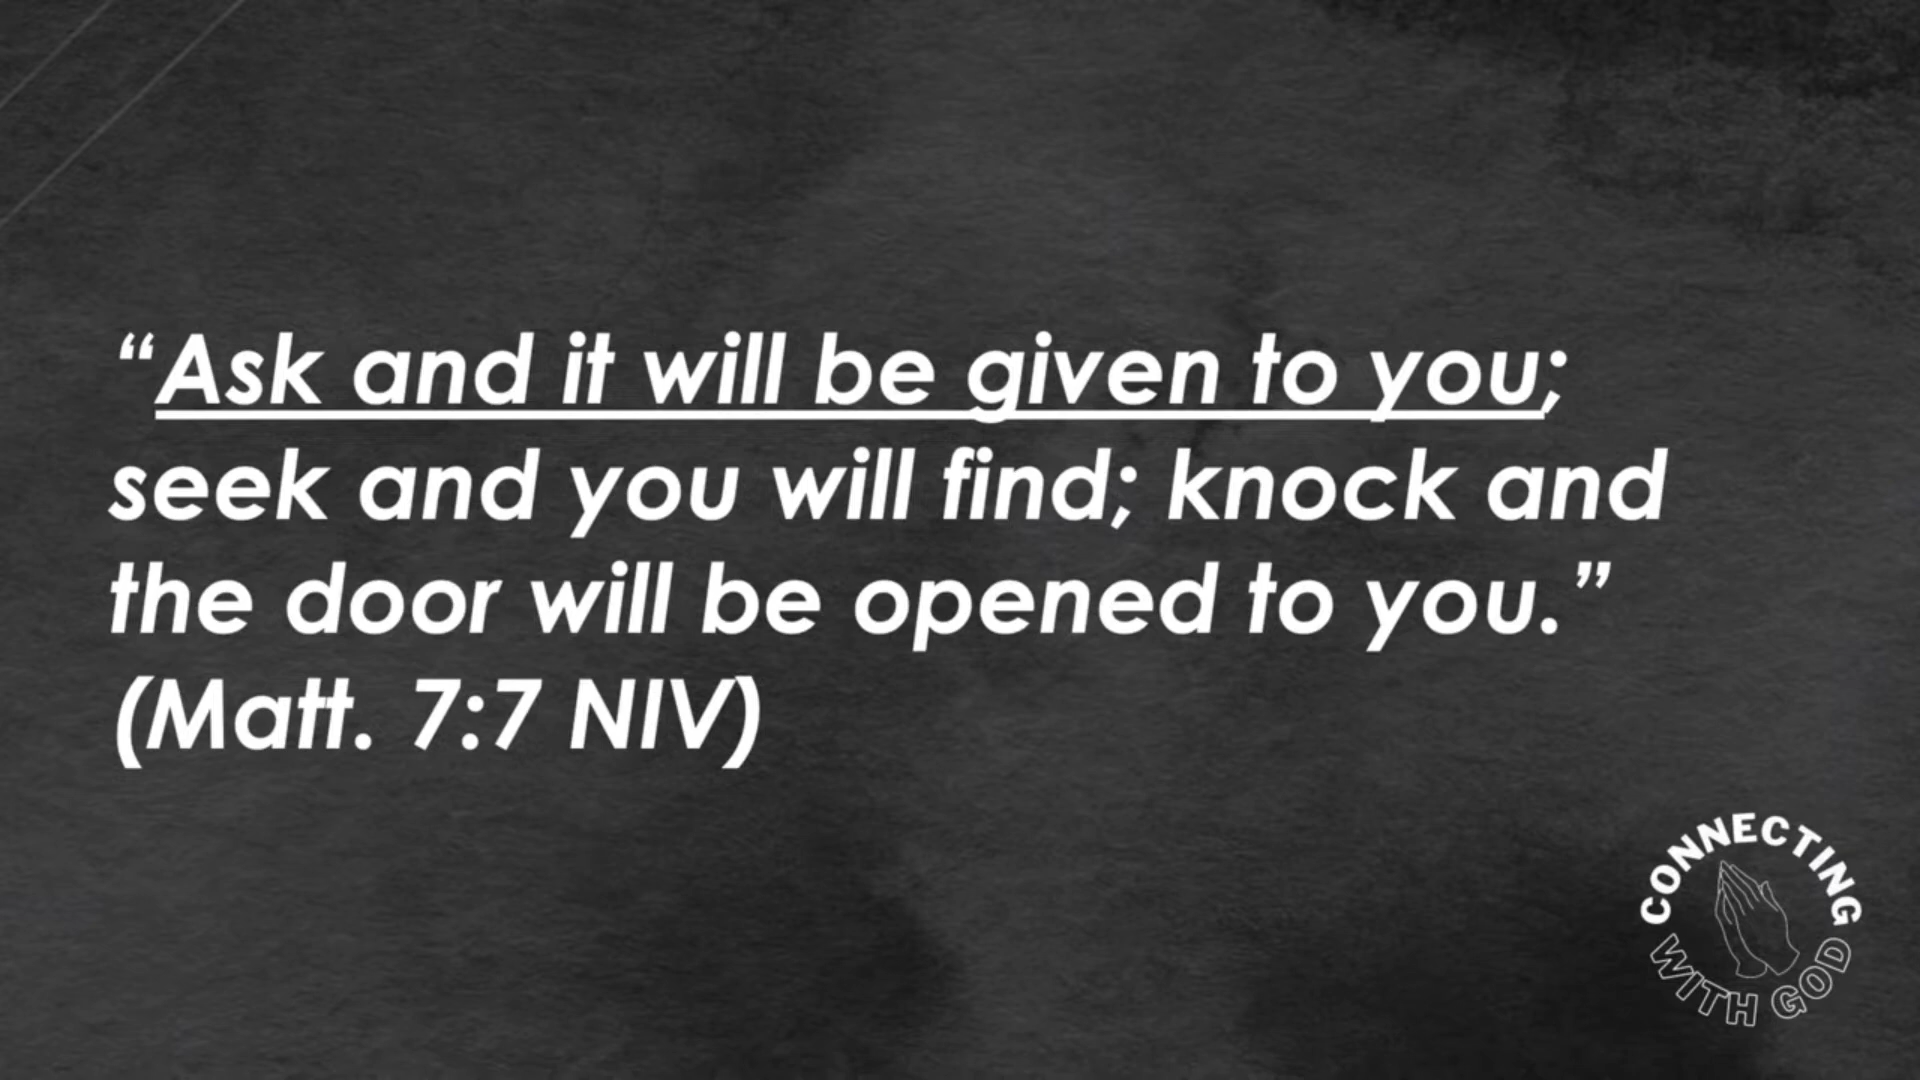 “Ask and it will be given to you;
seek and you will find; knock and
the door will be opened to you.”
(Matt. 7:7 NIV)
CONNECTING
WITH GOD